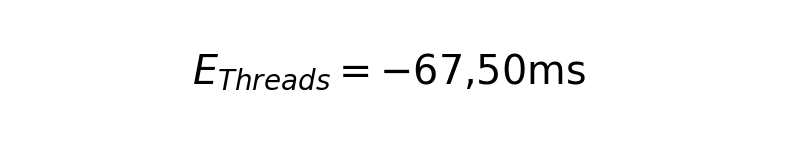 E_Threads = −67,50ms